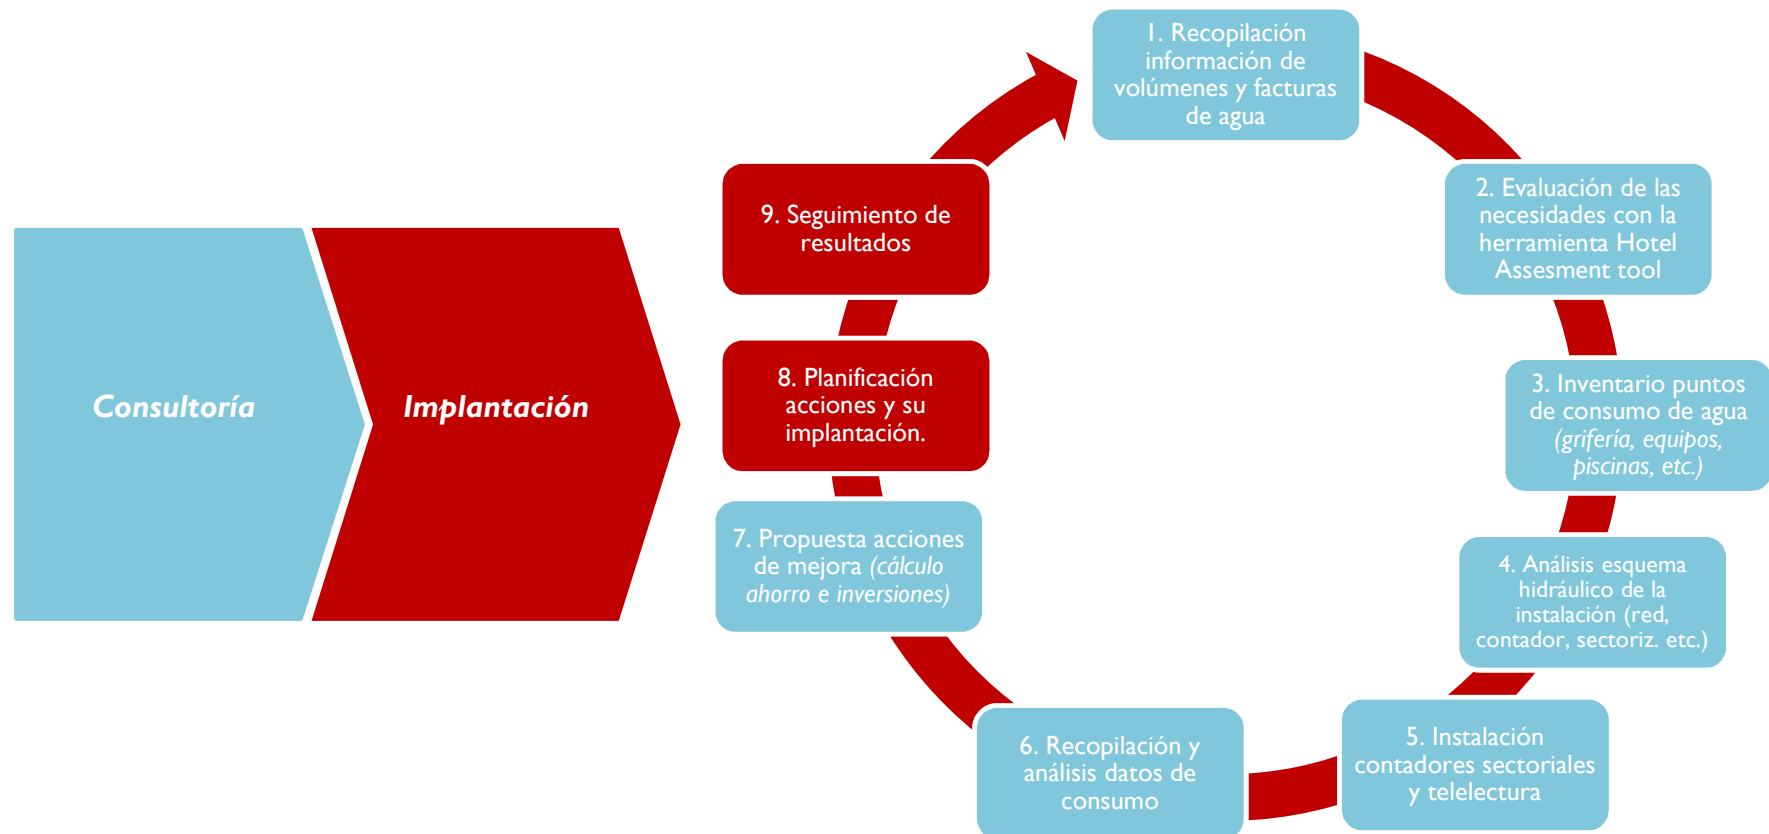 Consultoría
Implantación
1. Recopilación
información de
volúmenes y facturas
de agua
2. Evaluación de las
necesidades con la
herramienta Hotel
Assesment tool
3. Inventario puntos
de consumo de agua
(grifería, equipos,
piscinas, etc.)
4. Análisis esquema
hidráulico de la
instalación (red,
contador, sectoriz. etc.)
5. Instalación
contadores sectoriales
y telelectura
6. Recopilación y
análisis datos de
consumo
7. Propuesta acciones
de mejora (cálculo
ahorro e inversiones)
8. Planificación
acciones y su
implantación.
9. Seguimiento de
resultados